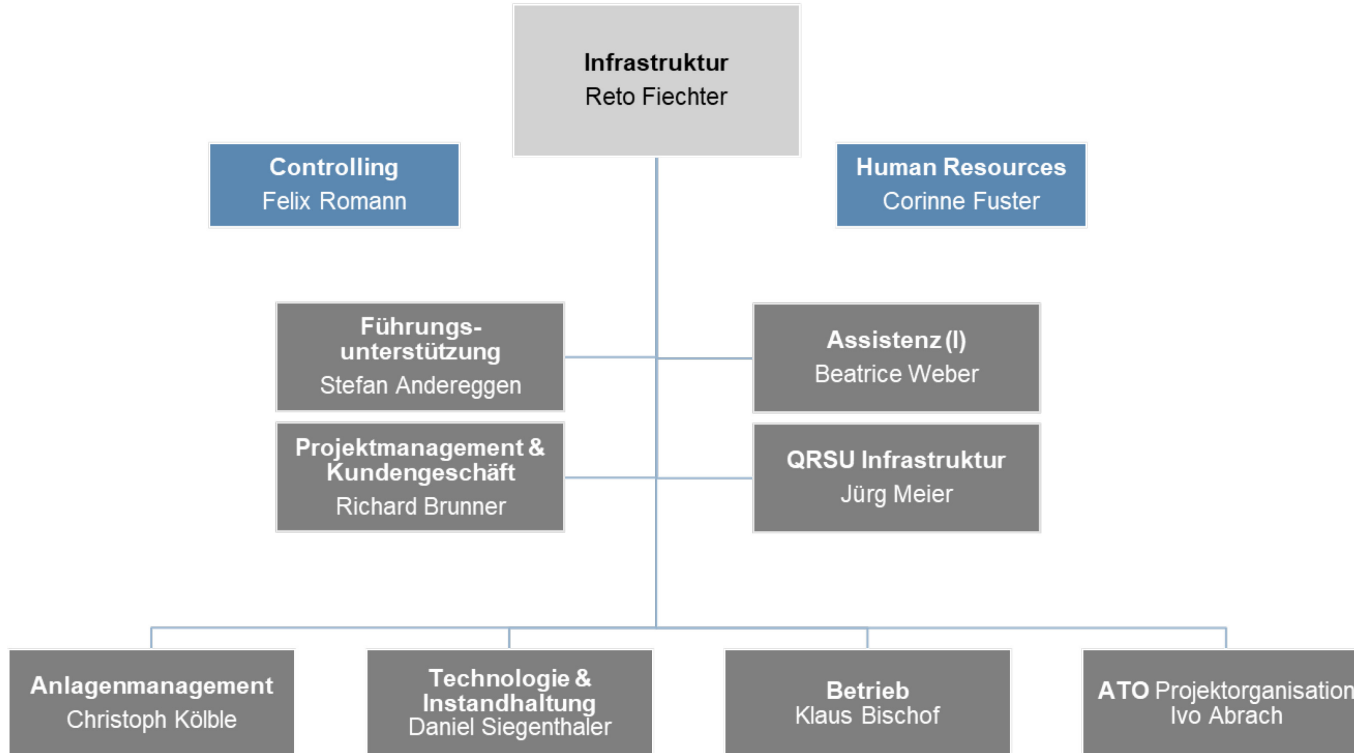 Infrastruktur
Reto Fiechter
Controlling
Felix Romann
Human Resources
Corinne Fuster
Führungs-
unterstützung
Stefan Andereggen
Assistenz (I)
Beatrice Weber
Projektmanagement &
Kundengeschäft
Richard Brunner
QRSU Infrastruktur
Jürg Meier
Anlagenmanagement
Christoph Kölble
Technologie &
Instandhaltung
Daniel Siegenthaler
Betrieb
Klaus Bischof
ATO Projektorganisation
Ivo Abrach